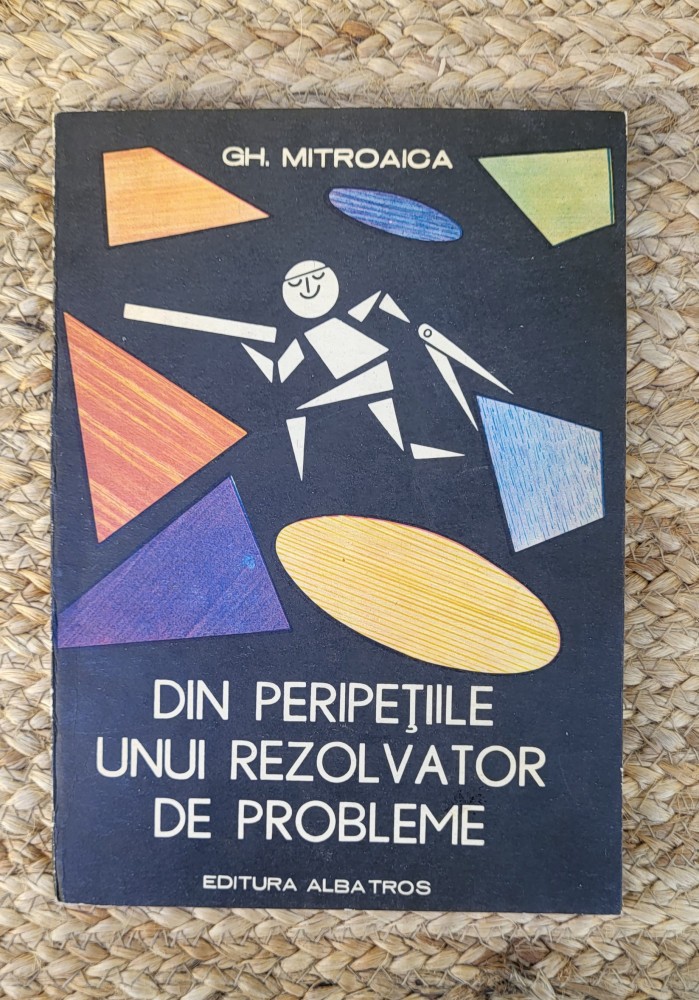 GH. MITROAICA
DIN PERIPEŢIILE
UNUI REZOLVATOR
DE PROBLEME
EDITURA ALBATROS